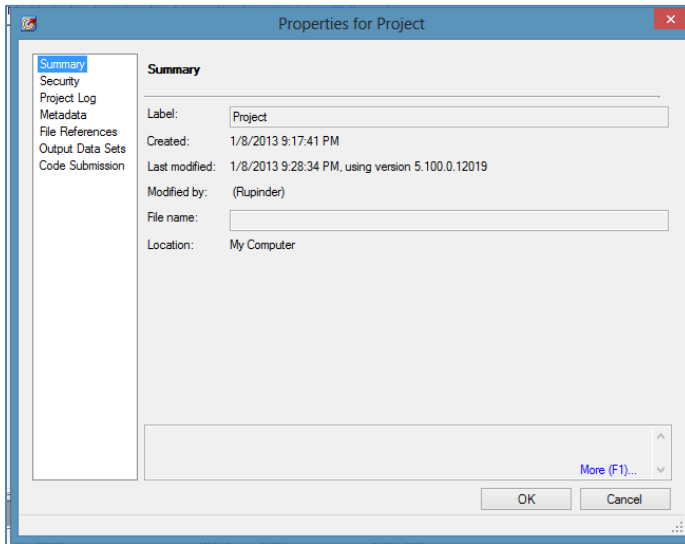 Properties for Project
Summary
Security
Project Log
Metadata
File References
Output Data Sets
Code Submission
Summary
Label: Project
Created: 1/8/2013 9:17:41 PM
Last modified: 1/8/2013 9:28:34 PM, using version 5.100.0.12019
Modified by: (Rupinder)
File name:
Location: My Computer
More (F1)...
OK Cancel